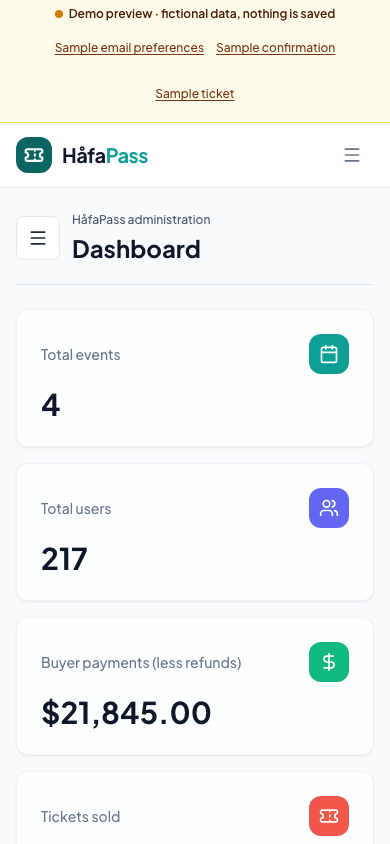 Demo preview · fictional data, nothing is saved
Sample email preferences Sample confirmation
Sample ticket
HåfaPass
HåfaPass administration
Dashboard
Total events
4
Total users
217
Buyer payments (less refunds)
$21,845.00
Tickets sold